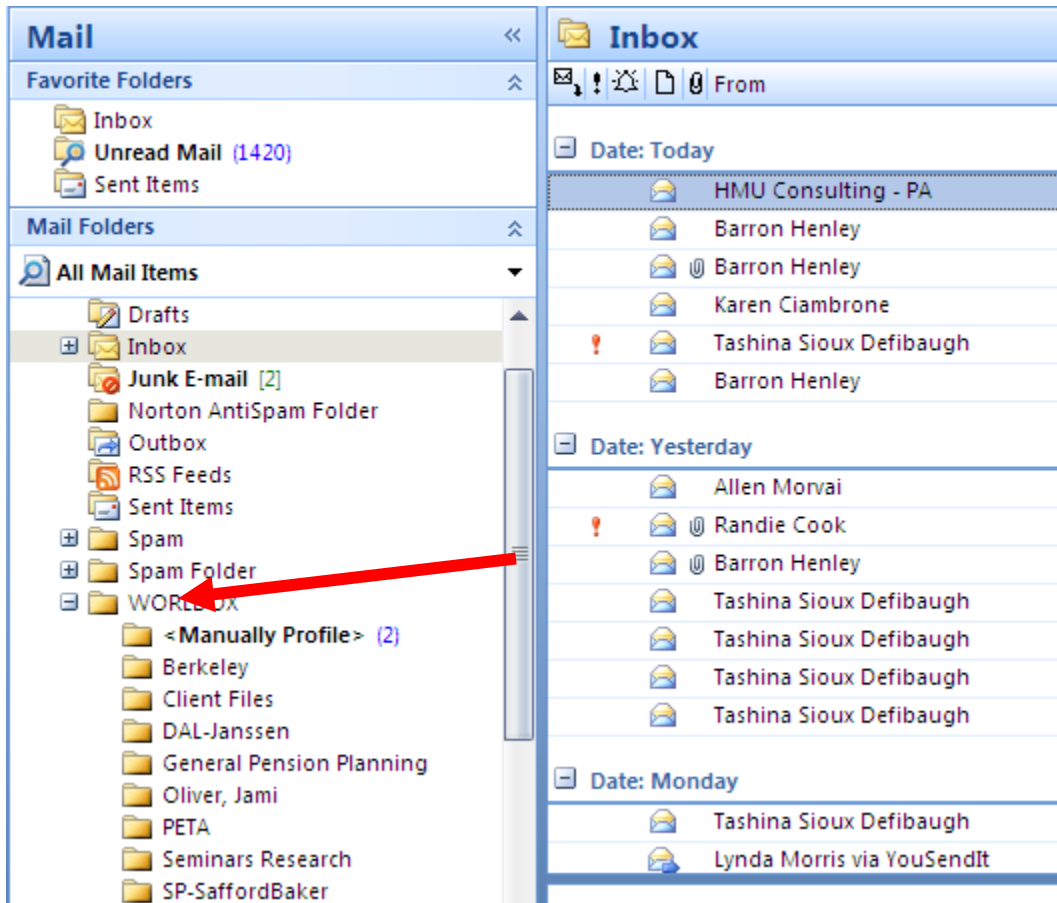 Mail
Favorite Folders
Inbox
Unread Mail (1420)
Sent Items
Mail Folders
All Mail Items
Drafts
Inbox
Junk E-mail [2]
Norton AntiSpam Folder
Outbox
RSS Feeds
Sent Items
Spam
Spam Folder
WORLDOX
<Manually Profile> (2)
Berkeley
Client Files
DAL-Janssen
General Pension Planning
Oliver, Jami
PETA
Seminars Research
SP-SaffordBaker
Inbox
From
Date: Today
HMU Consulting - PA
Barron Henley
Barron Henley
Karen Ciambrone
Tashina Sioux Defibaugh
Barron Henley
Date: Yesterday
Allen Morvai
Randie Cook
Barron Henley
Tashina Sioux Defibaugh
Tashina Sioux Defibaugh
Tashina Sioux Defibaugh
Tashina Sioux Defibaugh
Date: Monday
Tashina Sioux Defibaugh
Lynda Morris via YouSendIt